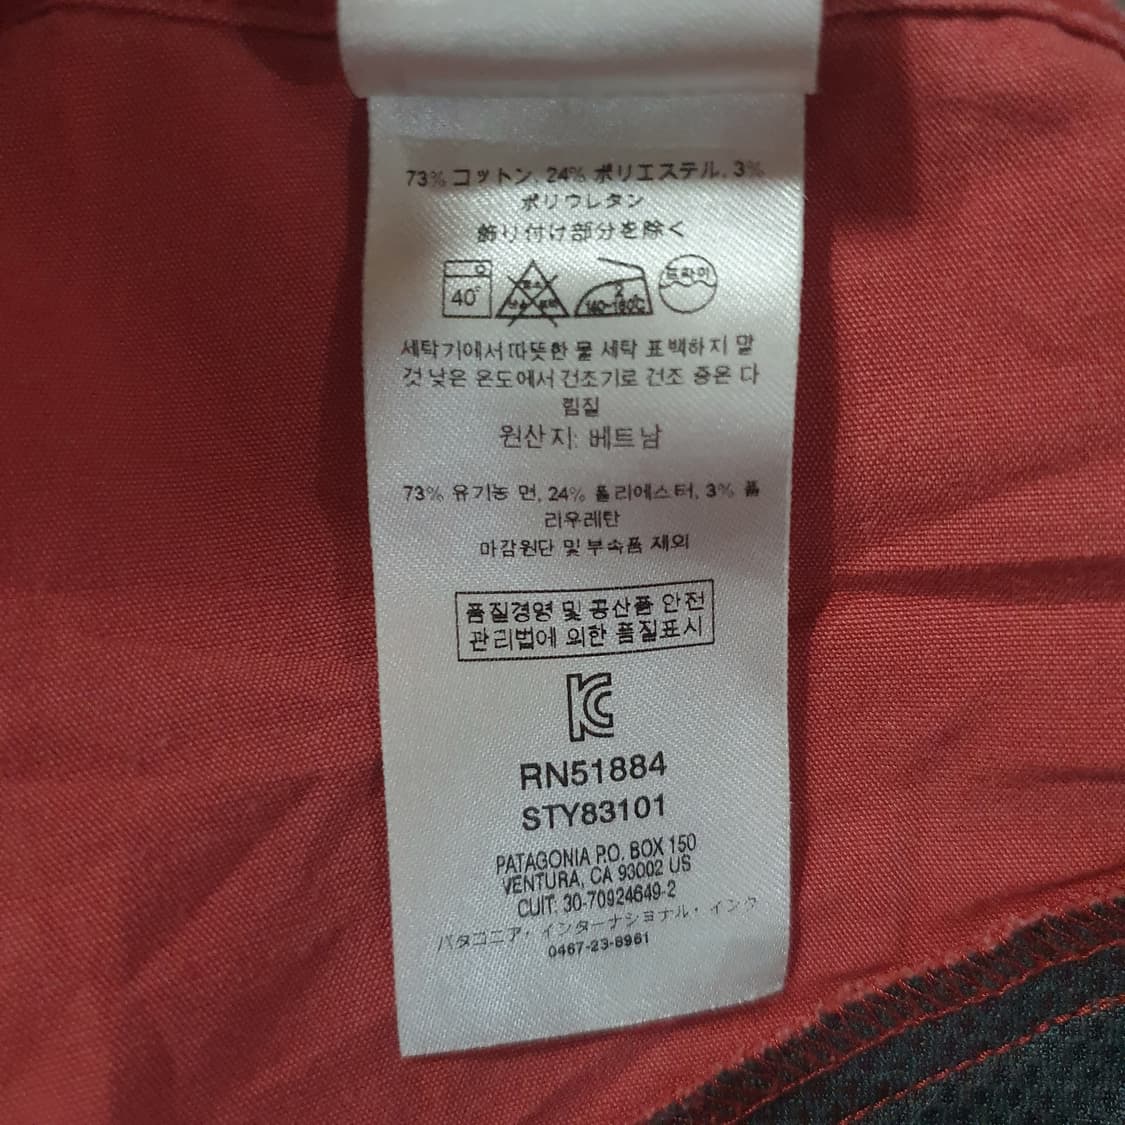 73% コットン, 24% ポリエステル, 3%
ポリウレタン
飾り付け部分を除く
40°
2
140~160℃
드라이
세탁기에서 따뜻한 물 세탁 표백하지 말
것 낮은 온도에서 건조기로 건조 중온 다
림질
원산지: 베트남
73% 유기농 면, 24% 폴리에스터, 3% 폴
리우레탄
마감원단 및 부속품 제외
품질경영 및 공산품 안전
관리법에 의한 품질표시
KC
RN51884
STY83101
PATAGONIA P.O. BOX 150
VENTURA, CA 93002 US
CUIT: 30-70924649-2
パタゴニア・インターナショナル・インク
0467-23-8961